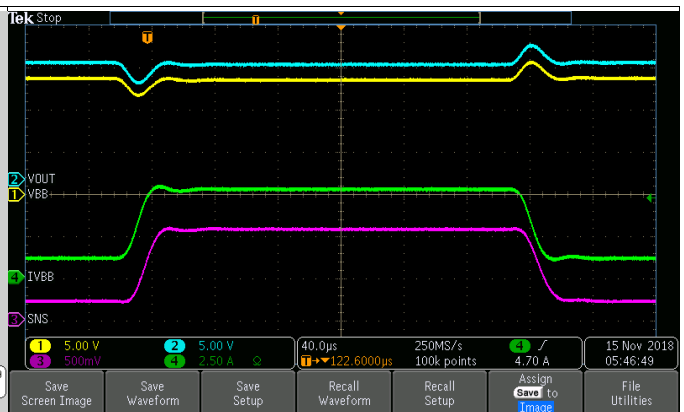 Tek Stop
T
T
2 VOUT
1 VBB
4 IVBB
3 SNS
1 5.00 V 2 5.00 V 40.0µs 250MS/s 4 15 Nov 2018
3 500mV 4 2.50 A Ω T→▼122.6000µs 100k points 4.70 A 05:46:49
Save Screen Image
Save Waveform
Save Setup
Recall Waveform
Recall Setup
Assign Save to Image
File Utilities